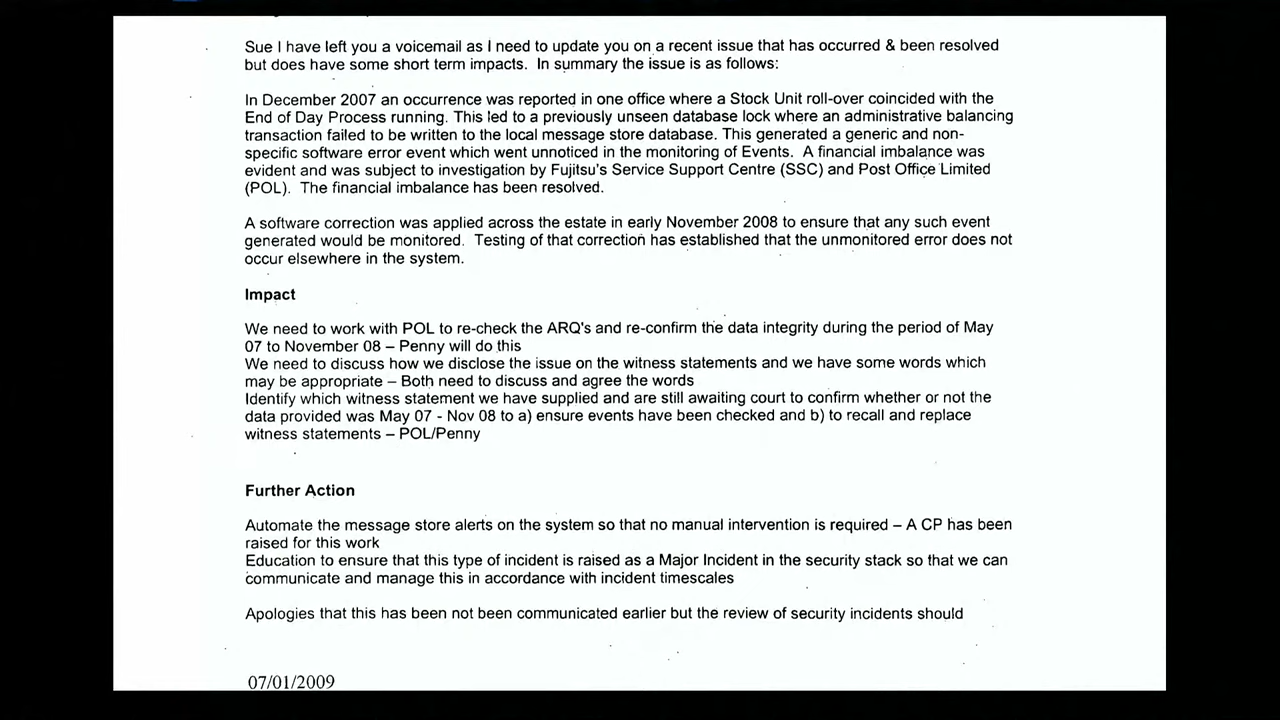 Sue I have left you a voicemail as I need to update you on a recent issue that has occurred & been resolved
but does have some short term impacts. In summary the issue is as follows:
In December 2007 an occurrence was reported in one office where a Stock Unit roll-over coincided with the
End of Day Process running. This led to a previously unseen database lock where an administrative balancing
transaction failed to be written to the local message store database. This generated a generic and non-
specific software error event which went unnoticed in the monitoring of Events. A financial imbalance was
evident and was subject to investigation by Fujitsu's Service Support Centre (SSC) and Post Office Limited
(POL). The financial imbalance has been resolved.
A software correction was applied across the estate in early November 2008 to ensure that any such event
generated would be monitored. Testing of that correction has established that the unmonitored error does not
occur elsewhere in the system.
Impact
We need to work with POL to re-check the ARQ's and re-confirm the data integrity during the period of May
07 to November 08 – Penny will do this
We need to discuss how we disclose the issue on the witness statements and we have some words which
may be appropriate – Both need to discuss and agree the words
Identify which witness statement we have supplied and are still awaiting court to confirm whether or not the
data provided was May 07 - Nov 08 to a) ensure events have been checked and b) to recall and replace
witness statements – POL/Penny
Further Action
Automate the message store alerts on the system so that no manual intervention is required – A CP has been
raised for this work
Education to ensure that this type of incident is raised as a Major Incident in the security stack so that we can
communicate and manage this in accordance with incident timescales
Apologies that this has been not been communicated earlier but the review of security incidents should
07/01/2009